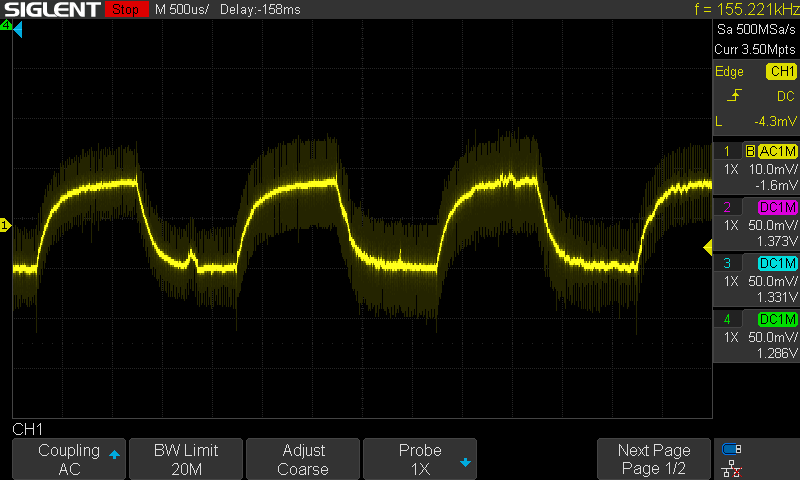 SIGLENT Stop M 500us/ Delay:-158ms f = 155.221kHz
4
Sa 500MSa/s
Curr 3.50Mpts
Edge CH1
DC
L -4.3mV
1 B AC1M
1X 10.0mV/
-1.6mV
2 DC1M
1X 50.0mV/
1.373V
3 DC1M
1X 50.0mV/
1.331V
4 DC1M
1X 50.0mV/
1.286V
1
CH1
Coupling
AC
BW Limit
20M
Adjust
Coarse
Probe
1X
Next Page
Page 1/2